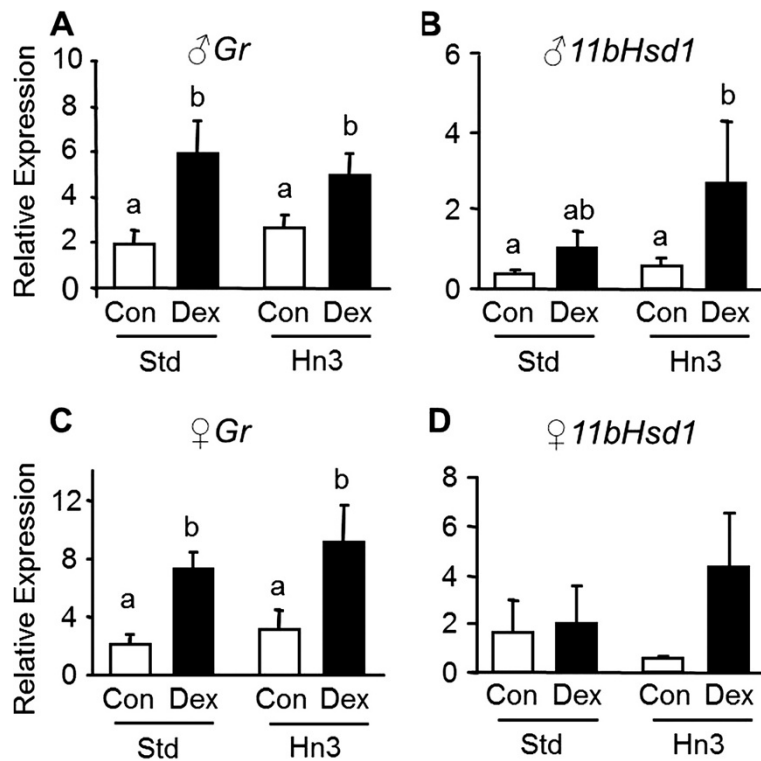 A
♂Gr
Relative Expression
10
8
6
4
2
0
a
b
a
b
Con Dex Con Dex
Std Hn3
B
♂11bHsd1
6
4
2
0
a
ab
a
b
Con Dex Con Dex
Std Hn3
C
♀Gr
Relative Expression
12
8
4
0
a
b
a
b
Con Dex Con Dex
Std Hn3
D
♀11bHsd1
8
6
4
2
0
Con Dex Con Dex
Std Hn3